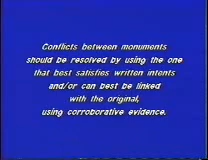 Conflicts between monuments
should be resolved by using the one
that best satisfies written intents
and/or can best be linked
with the original,
using corroborative evidence.